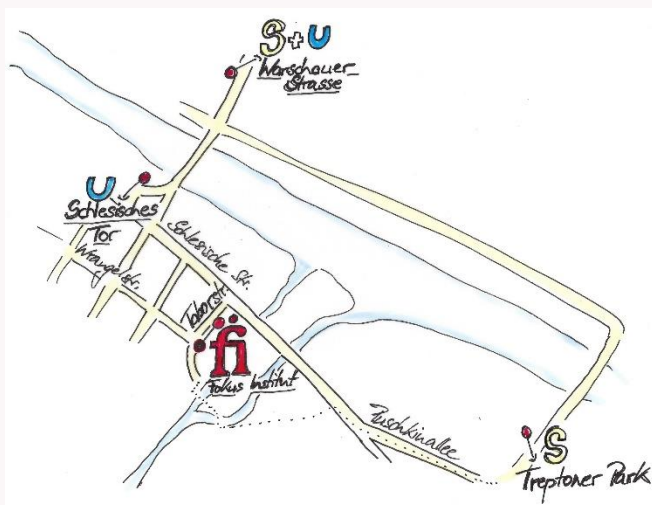 S+U
Warschauer
Strasse
U
Schlesisches
Tor
Wrangelstr.
Schlesische Str.
Taborstr.
fi
Fokus Institut
Puschkinallee
S
Treptower Park